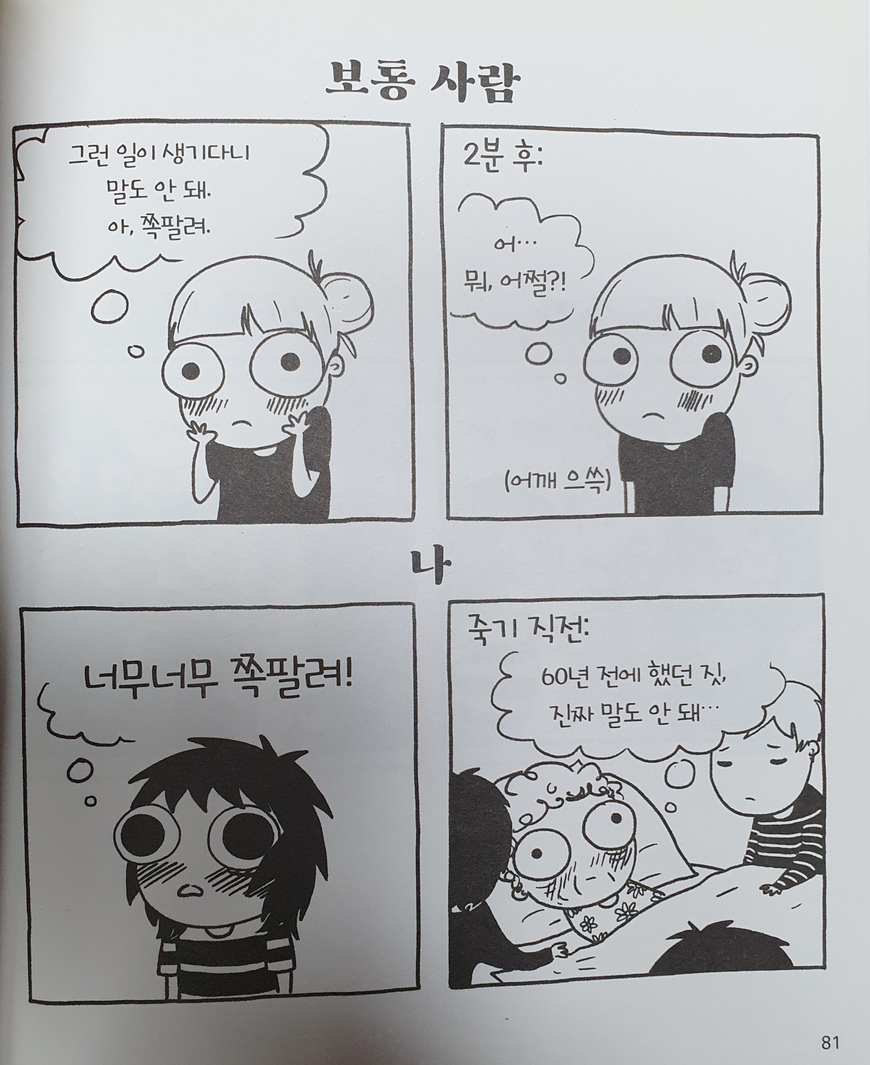 보통 사람
그런 일이 생기다니
말도 안 돼.
아, 쪽팔려.
2분 후:
어…
뭐, 어쩔?!
(어깨 으쓱)
나
너무너무 쪽팔려!
죽기 직전:
60년 전에 했던 짓,
진짜 말도 안 돼…
81